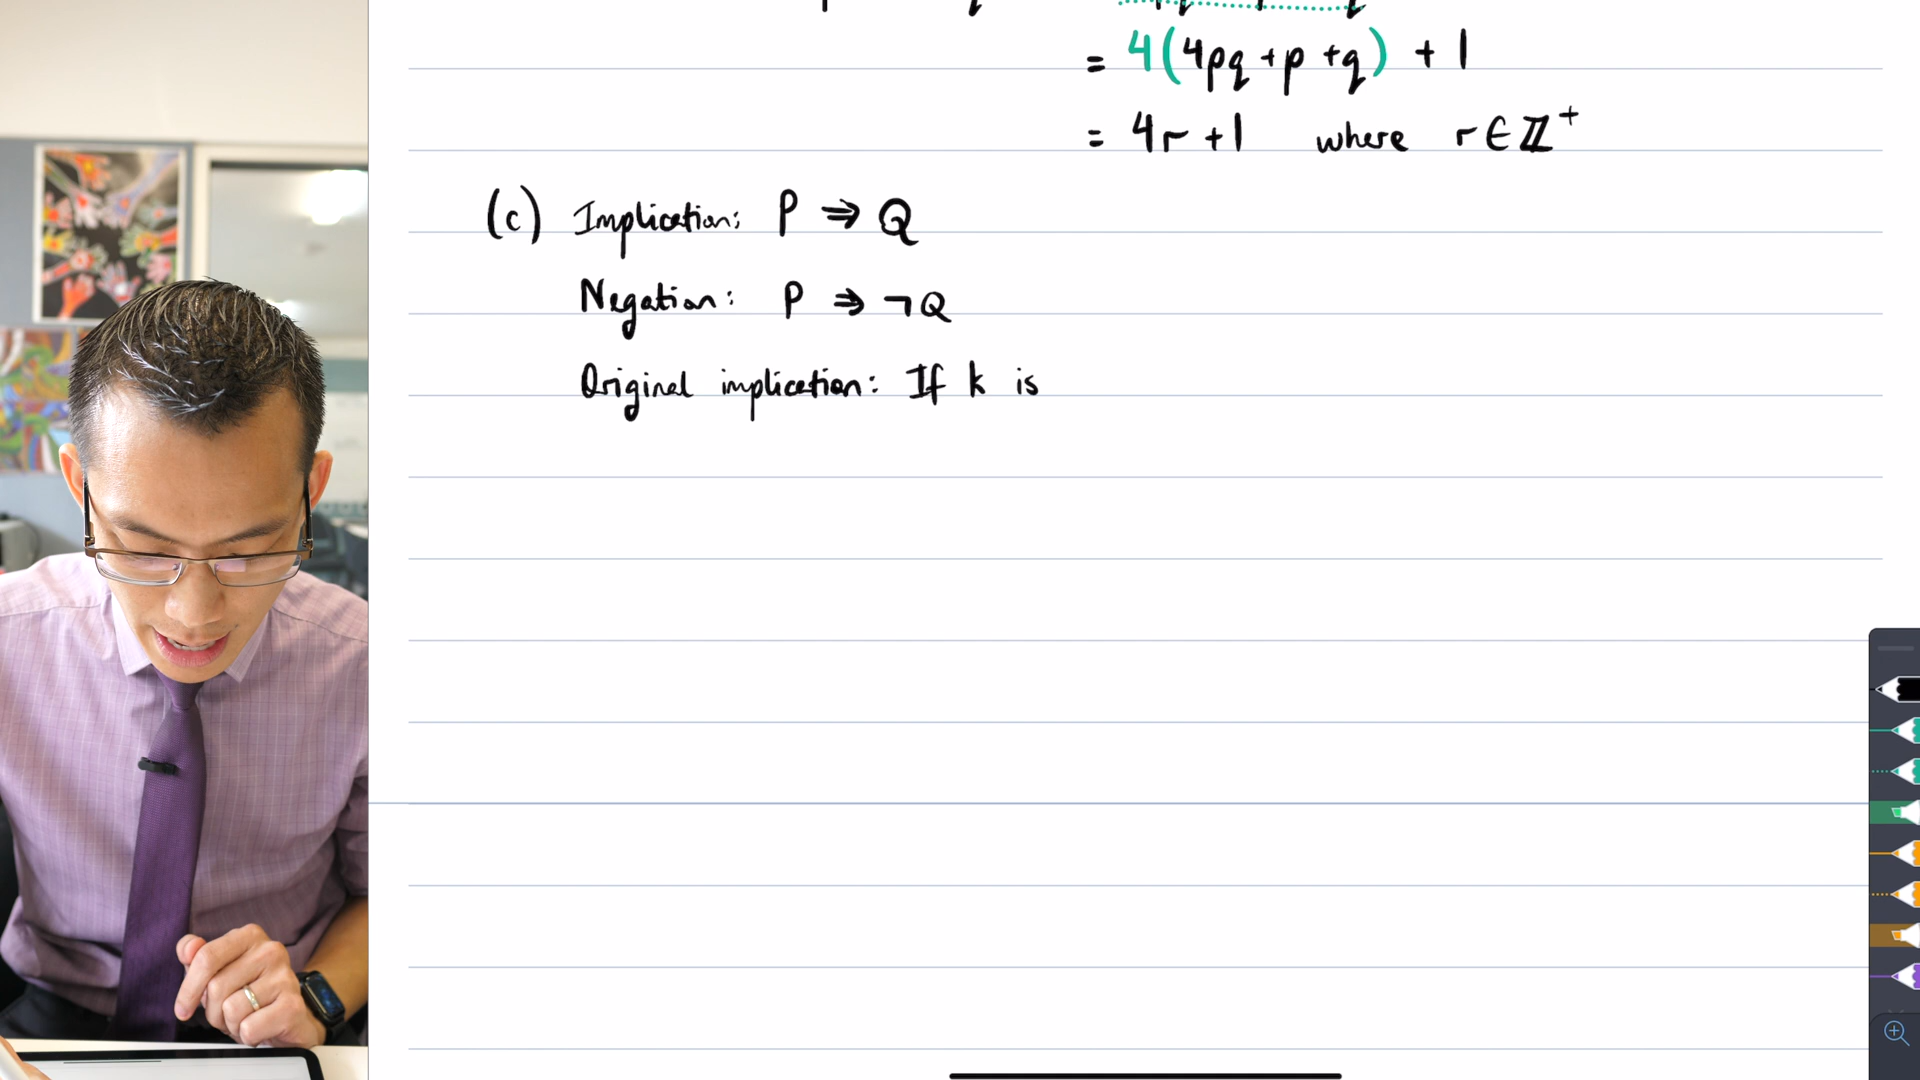 = 4(4pq + p + q) + 1
= 4r + 1 where r ∈ ℤ⁺
(c) Implication: P ⇒ Q
Negation: P ⇒ ¬Q
Original implication: If k is